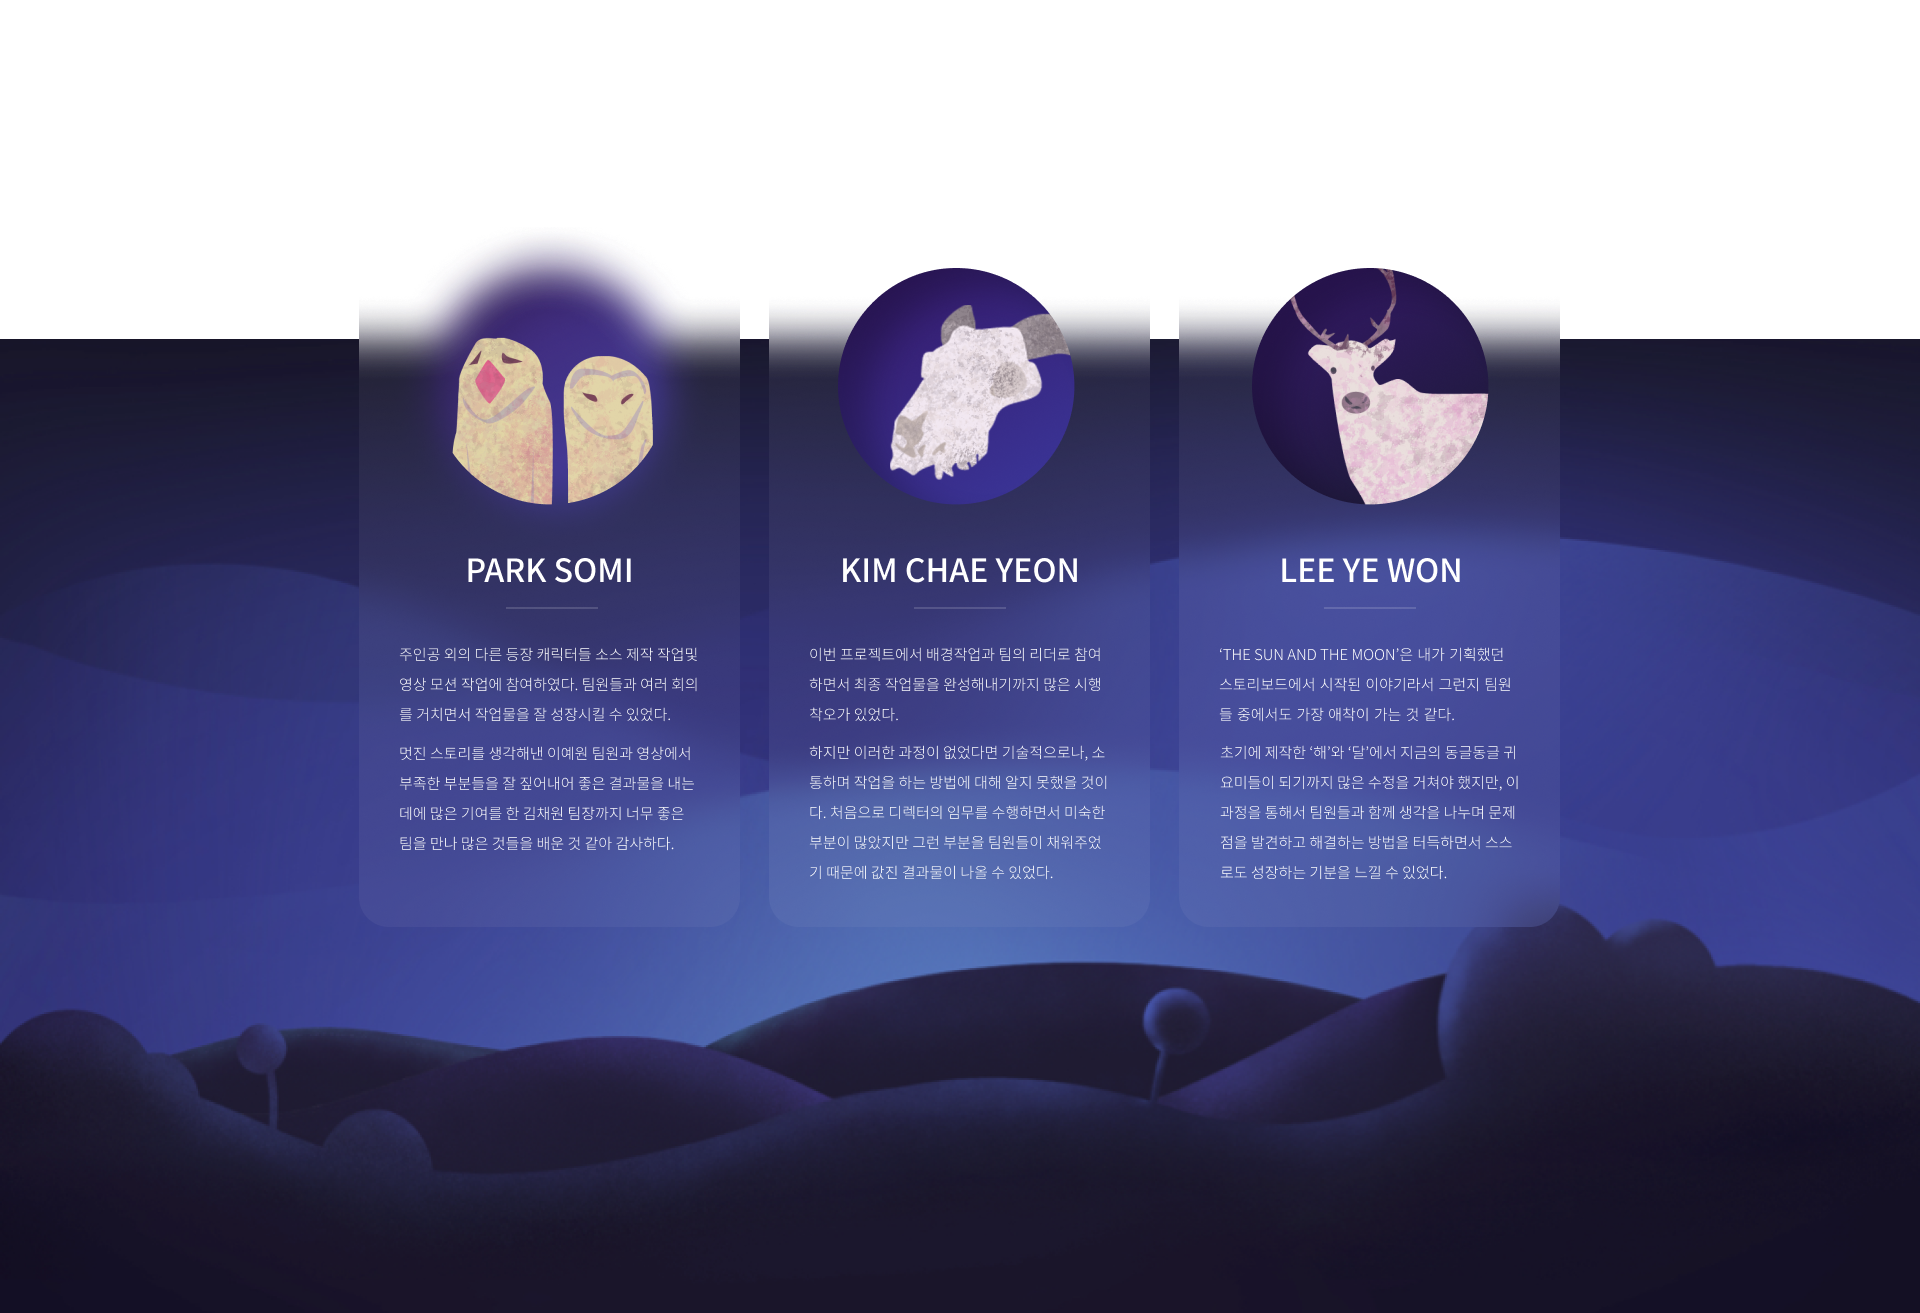 PARK SOMI
주인공 외의 다른 등장 캐릭터들 소스 제작 작업및
영상 모션 작업에 참여하였다. 팀원들과 여러 회의
를 거치면서 작업물을 잘 성장시킬 수 있었다.
멋진 스토리를 생각해낸 이예원 팀원과 영상에서
부족한 부분들을 잘 짚어내어 좋은 결과물을 내는
데에 많은 기여를 한 김채원 팀장까지 너무 좋은
팀을 만나 많은 것들을 배운 것 같아 감사하다.
KIM CHAE YEON
이번 프로젝트에서 배경작업과 팀의 리더로 참여
하면서 최종 작업물을 완성해내기까지 많은 시행
착오가 있었다.
하지만 이러한 과정이 없었다면 기술적으로나, 소
통하며 작업을 하는 방법에 대해 알지 못했을 것이
다. 처음으로 디렉터의 임무를 수행하면서 미숙한
부분이 많았지만 그런 부분을 팀원들이 채워주었
기 때문에 값진 결과물이 나올 수 있었다.
LEE YE WON
‘THE SUN AND THE MOON’은 내가 기획했던
스토리보드에서 시작된 이야기라서 그런지 팀원
들 중에서도 가장 애착이 가는 것 같다.
초기에 제작한 ‘해’와 ‘달’에서 지금의 동글동글 귀
요미들이 되기까지 많은 수정을 거쳐야 했지만, 이
과정을 통해서 팀원들과 함께 생각을 나누며 문제
점을 발견하고 해결하는 방법을 터득하면서 스스
로도 성장하는 기분을 느낄 수 있었다.